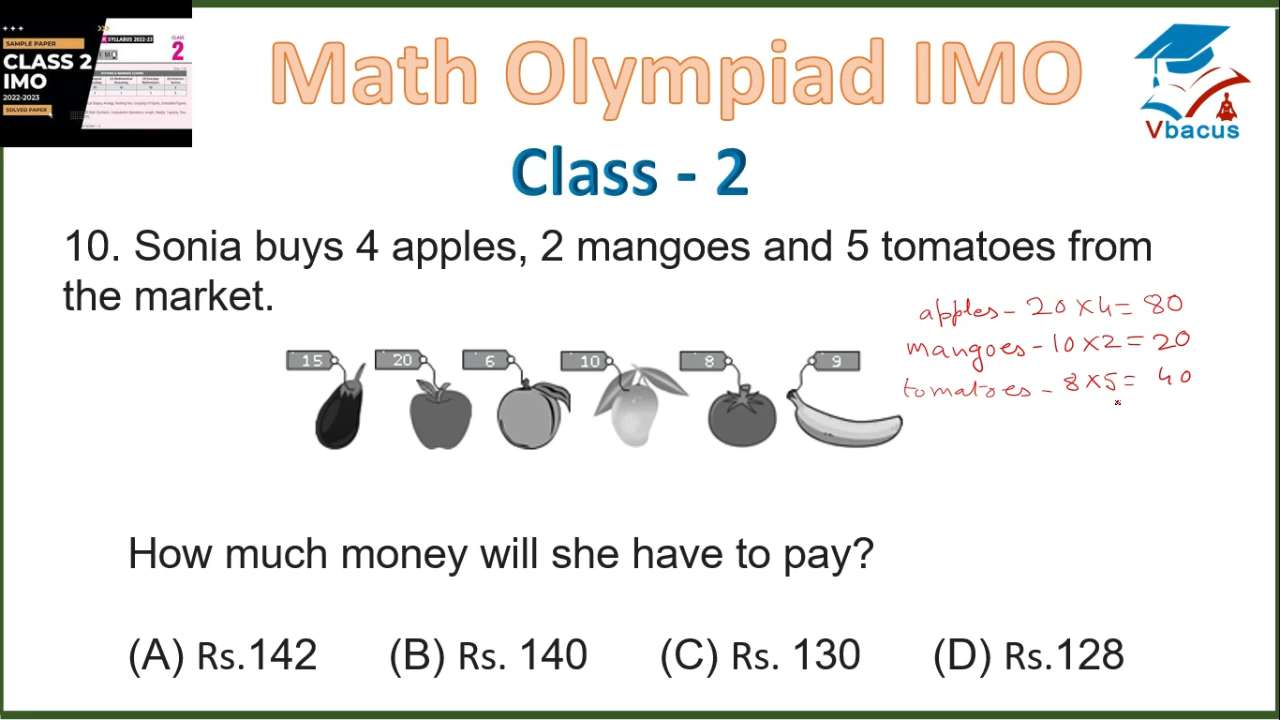 SAMPLE PAPER
CLASS 2
IMO
2022-2023
SOLVED PAPER
SYLLABUS 2022-23
CLASS
2
Math Olympiad IMO
Vbacus
Class - 2
10. Sonia buys 4 apples, 2 mangoes and 5 tomatoes from
the market.
apples - 20 × 4 = 80
mangoes - 10 × 2 = 20
tomatoes - 8 × 5 = 40
15 20 6 10 8 9
How much money will she have to pay?
(A) Rs.142 (B) Rs. 140 (C) Rs. 130 (D) Rs.128